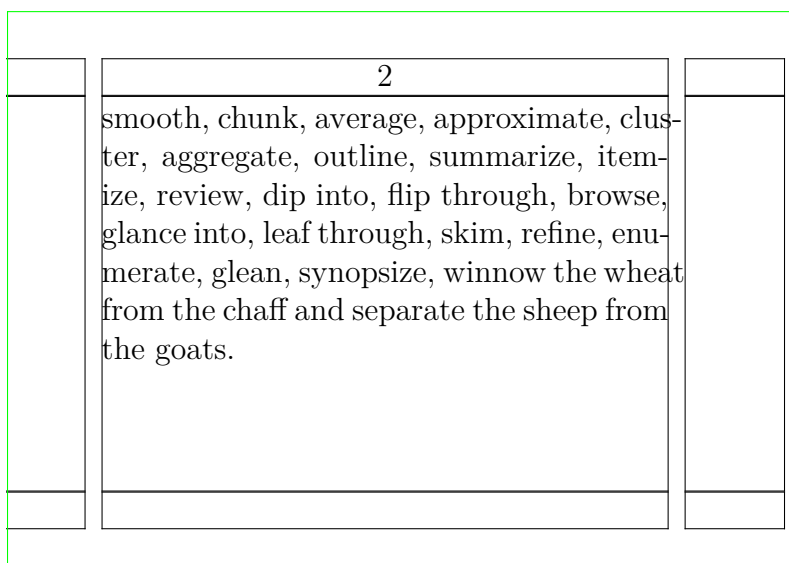 2
smooth, chunk, average, approximate, clus-
ter, aggregate, outline, summarize, item-
ize, review, dip into, flip through, browse,
glance into, leaf through, skim, refine, enu-
merate, glean, synopsize, winnow the wheat
from the chaff and separate the sheep from
the goats.